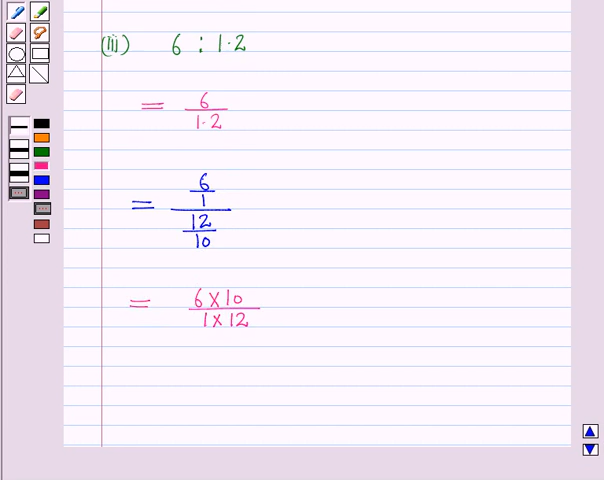 (iii) 6 : 1·2
= 6
1·2
= 6
1
12
10
= 6 × 10
1 × 12